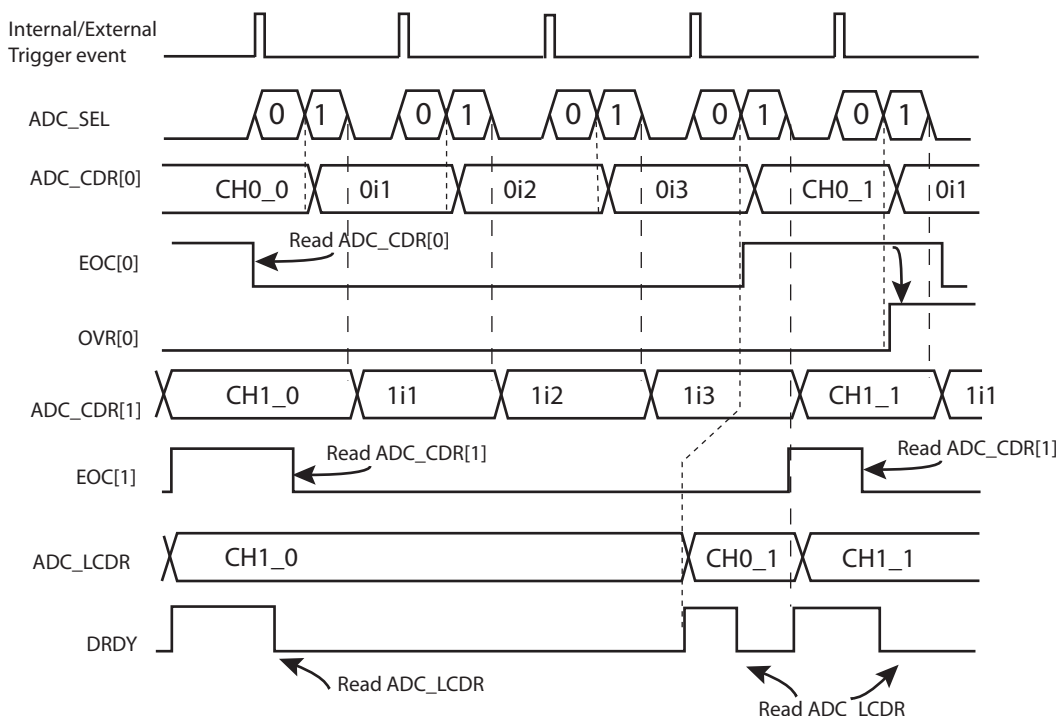 Internal/External
Trigger event
ADC_SEL
0 1 0 1 0 1 0 1 0 1
ADC_CDR[0]
CH0_0 0i1 0i2 0i3 CH0_1 0i1
Read ADC_CDR[0]
EOC[0]
OVR[0]
ADC_CDR[1]
CH1_0 1i1 1i2 1i3 CH1_1 1i1
Read ADC_CDR[1] Read ADC_CDR[1]
EOC[1]
ADC_LCDR
CH1_0 CH0_1 CH1_1
DRDY
Read ADC_LCDR
Read ADC_LCDR